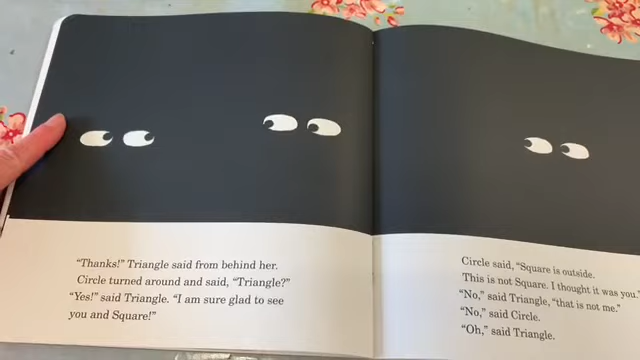 “Thanks!” Triangle said from behind her.
Circle turned around and said, “Triangle?”
“Yes!” said Triangle. “I am sure glad to see
you and Square!”
Circle said, “Square is outside.
This is not Square. I thought it was you.”
“No,” said Triangle, “that is not me.”
“No,” said Circle.
“Oh,” said Triangle.